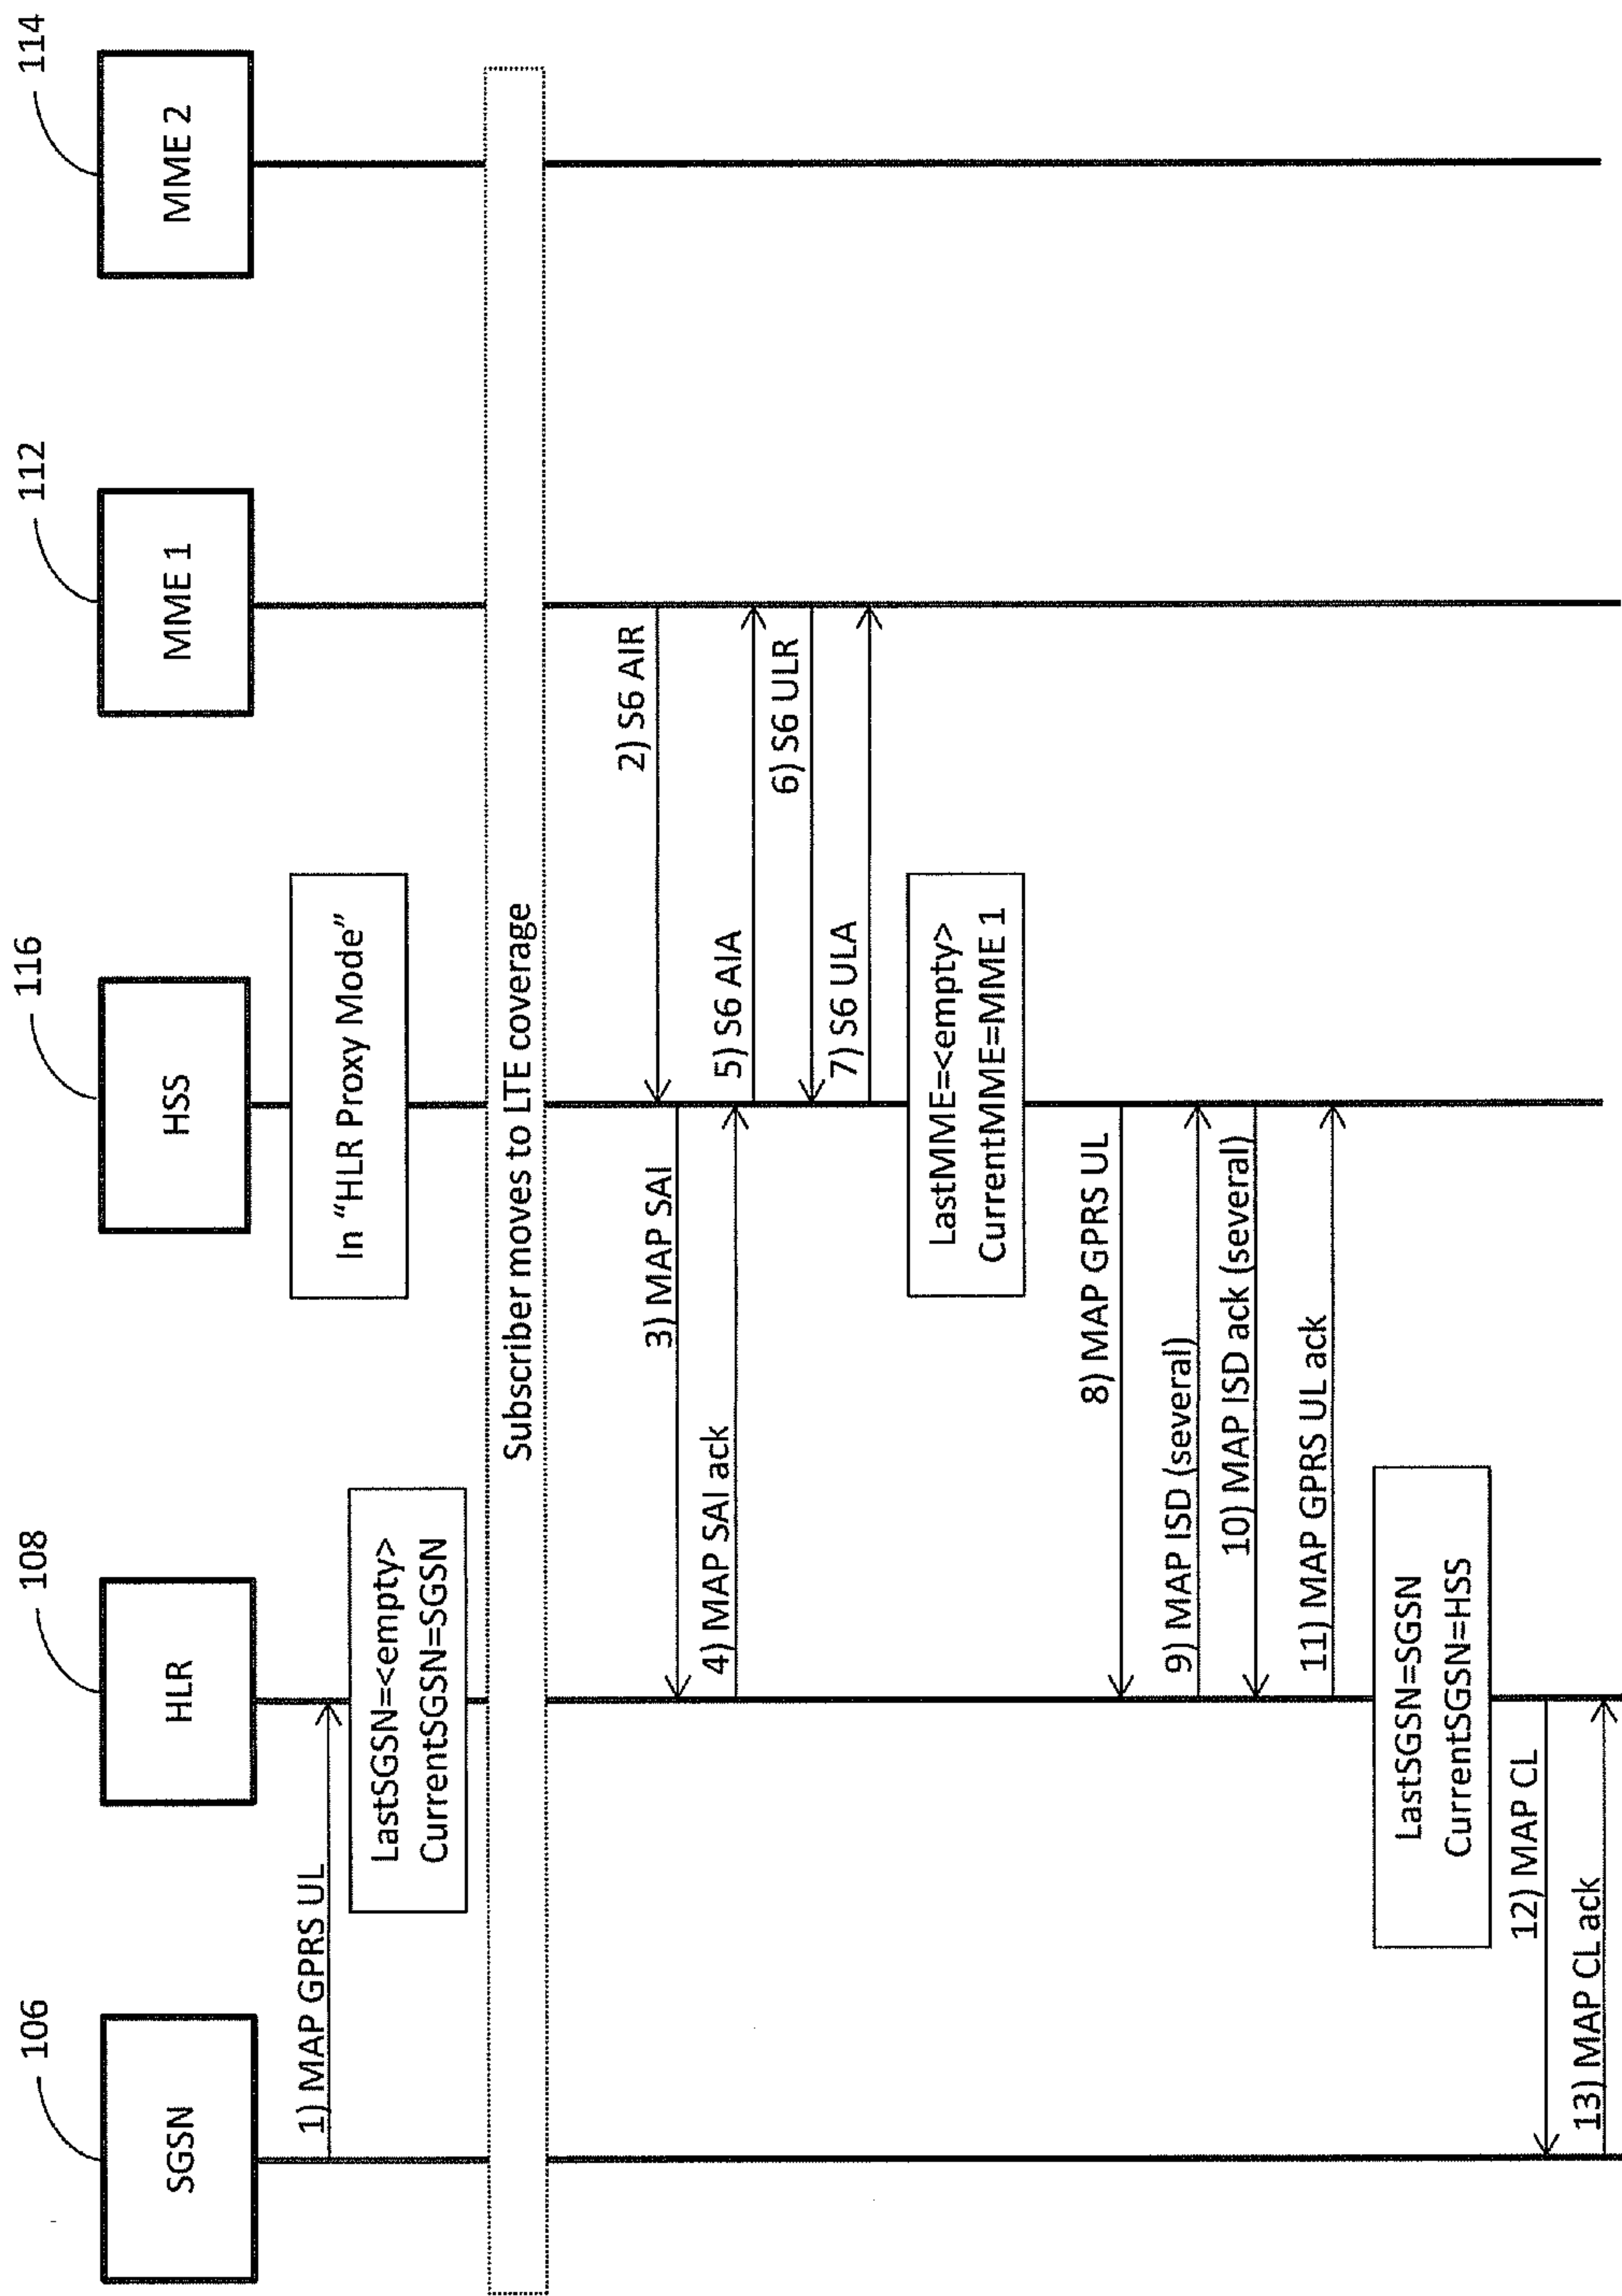 106
108
116
112
114
SGSN
HLR
HSS
MME 1
MME 2
In “HLR Proxy Mode”
1) MAP GPRS UL
LastSGSN=<empty>
CurrentSGSN=SGSN
Subscriber moves to LTE coverage
2) S6 AIR
3) MAP SAI
4) MAP SAI ack
5) S6 AIA
6) S6 ULR
7) S6 ULA
LastMME=<empty>
CurrentMME=MME 1
8) MAP GPRS UL
9) MAP ISD (several)
10) MAP ISD ack (several)
11) MAP GPRS UL ack
LastSGSN=SGSN
CurrentSGSN=HSS
12) MAP CL
13) MAP CL ack